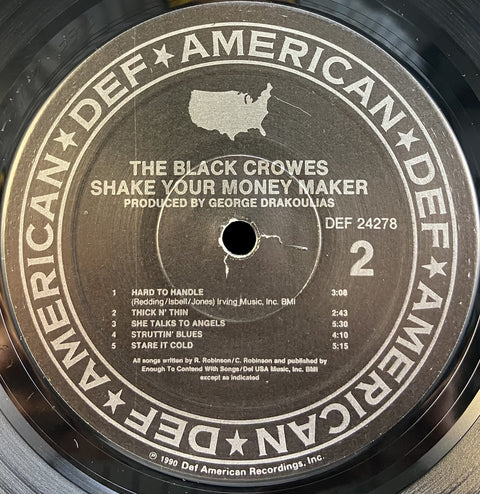 DEF ★ AMERICAN ★ DEF ★ AMERICAN ★ DEF ★ AMERICAN ★
THE BLACK CROWES
SHAKE YOUR MONEY MAKER
PRODUCED BY GEORGE DRAKOULIAS
DEF 24278
2
1 HARD TO HANDLE 3:08
(Redding/Isbell/Jones) Irving Music, Inc. BMI
2 THICK N' THIN 2:43
3 SHE TALKS TO ANGELS 5:30
4 STRUTTIN' BLUES 4:10
5 STARE IT COLD 5:15
All songs written by R. Robinson/C. Robinson and published by
Enough To Contend With Songs/Def USA Music, Inc. BMI
except as indicated
℗ 1990 Def American Recordings, Inc.